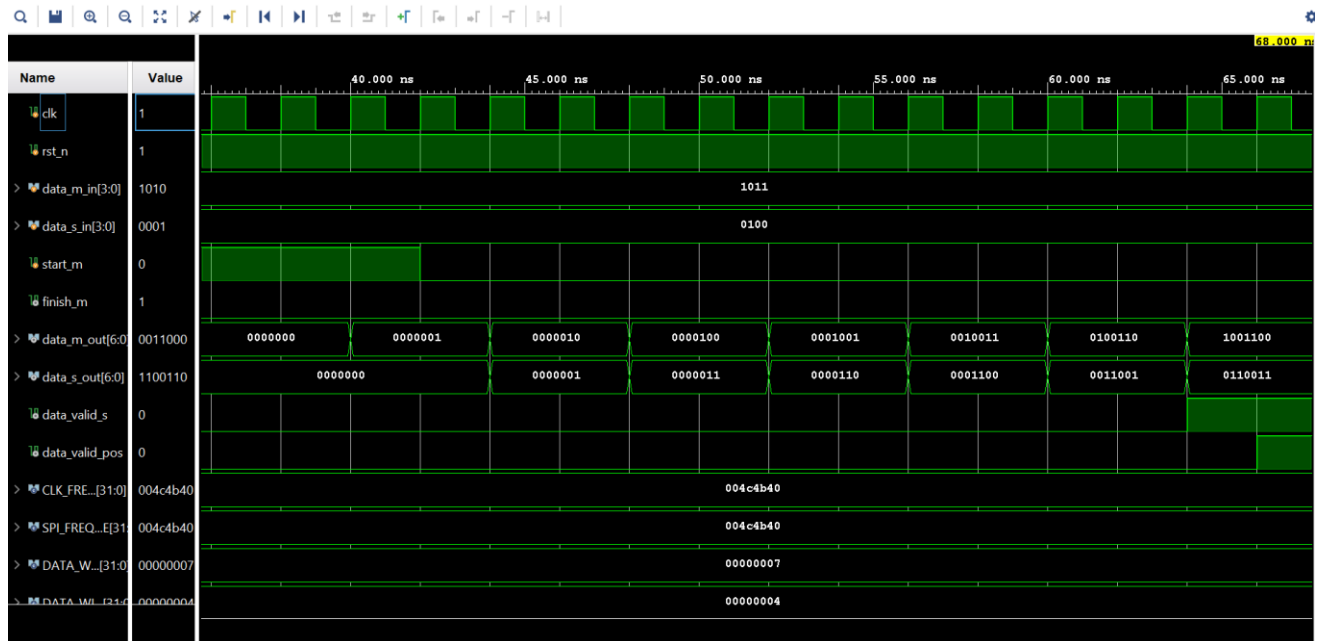 68.000 n
Name Value 40.000 ns 45.000 ns 50.000 ns 55.000 ns 60.000 ns 65.000 ns
clk 1
rst_n 1
data_m_in[3:0] 1010 1011
data_s_in[3:0] 0001 0100
start_m 0
finish_m 1
data_m_out[6:0 0011000 0000000 0000001 0000010 0000100 0001001 0010011 0100110 1001100
data_s_out[6:0] 1100110 0000000 0000001 0000011 0000110 0001100 0011001 0110011
data_valid_s 0
data_valid_pos 0
CLK_FRE...[31:0] 004c4b40 004c4b40
SPI_FREQ...E[31: 004c4b40 004c4b40
DATA_W...[31:0] 00000007 00000007
DATA_WI...[31:0 00000004 00000004